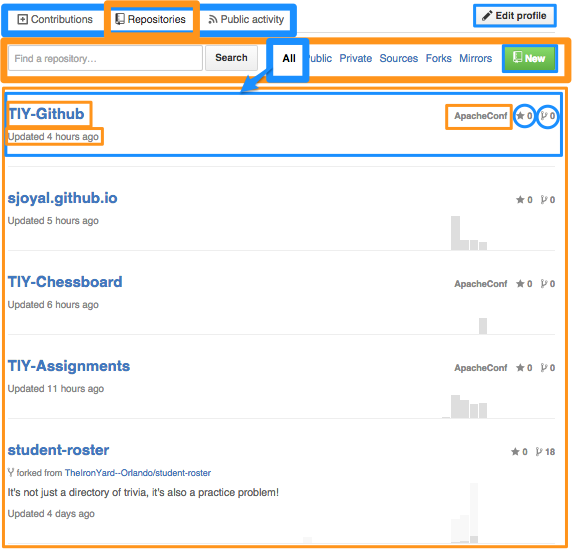 Contributions Repositories Public activity Edit profile
Find a repository... Search All Public Private Sources Forks Mirrors New
TIY-Github ApacheConf 0 0
Updated 4 hours ago
sjoyal.github.io 0 0
Updated 5 hours ago
TIY-Chessboard ApacheConf 0 0
Updated 6 hours ago
TIY-Assignments ApacheConf 0 0
Updated 11 hours ago
student-roster 0 18
forked from TheIronYard--Orlando/student-roster
It's not just a directory of trivia, it's also a practice problem!
Updated 4 days ago